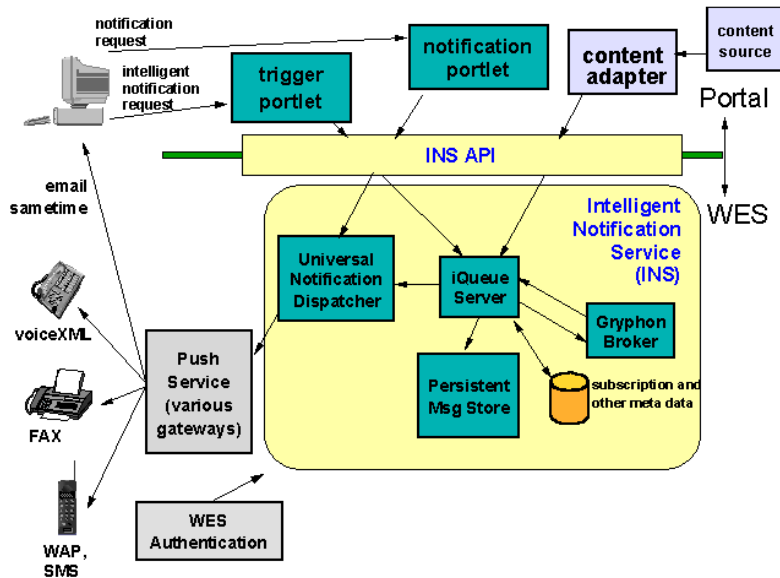 notification
request
intelligent
notification
request
trigger
portlet
notification
portlet
content
adapter
content
source
Portal
WES
INS API
email
sametime
Intelligent
Notification
Service
(INS)
Universal
Notification
Dispatcher
iQueue
Server
Gryphon
Broker
voiceXML
Push
Service
(various
gateways)
Persistent
Msg Store
subscription and
other meta data
FAX
WES
Authentication
WAP,
SMS